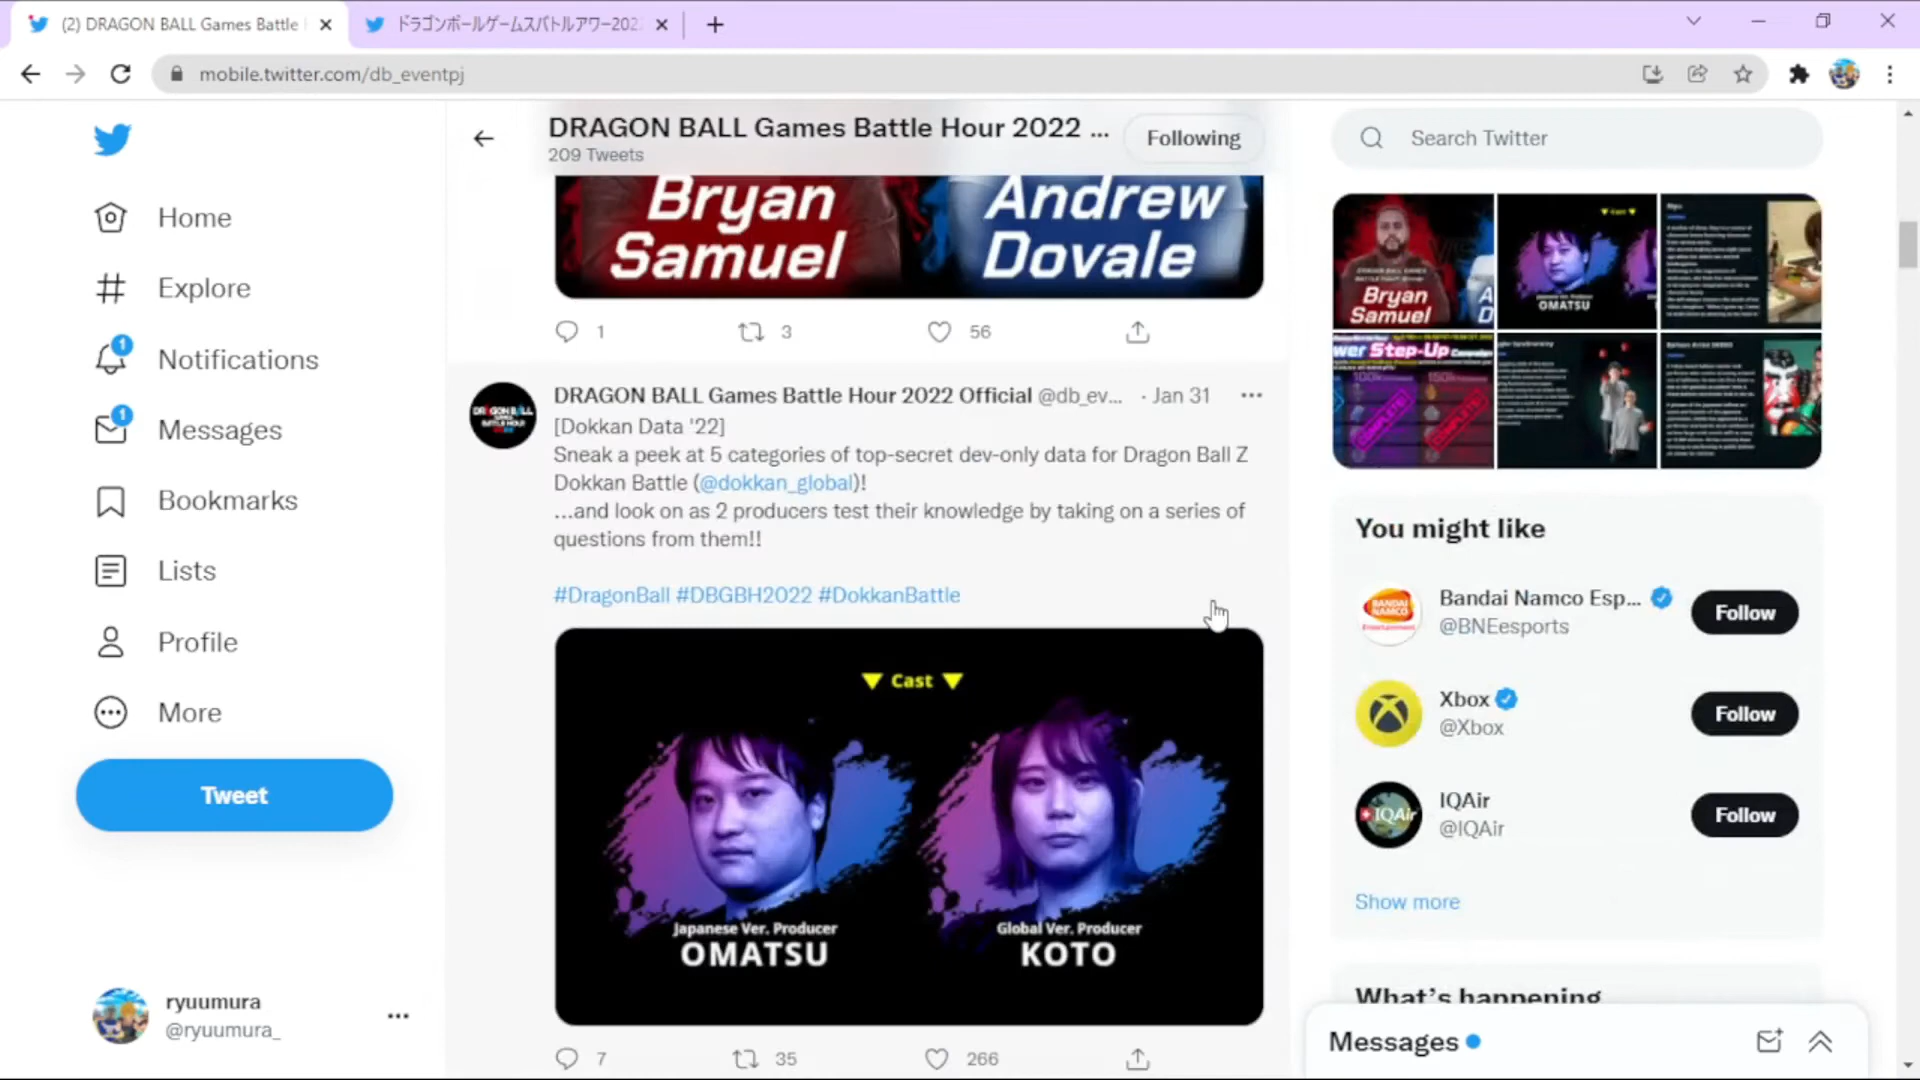 (2) DRAGON BALL Games Battle
ドラゴンボールゲームスバトルアワー202
mobile.twitter.com/db_eventpj
DRAGON BALL Games Battle Hour 2022 ...
209 Tweets
Following
Search Twitter
Home
Explore
1
Notifications
1
Messages
Bookmarks
Lists
Profile
More
Tweet
ryuumura
@ryuumura_
Bryan
Samuel
Andrew
Dovale
1
3
56
DRAGON BALL Games Battle Hour 2022 Official @db_ev... · Jan 31
[Dokkan Data '22]
Sneak a peek at 5 categories of top-secret dev-only data for Dragon Ball Z
Dokkan Battle (@dokkan_global)!
...and look on as 2 producers test their knowledge by taking on a series of
questions from them!!
#DragonBall #DBGBH2022 #DokkanBattle
▼ Cast ▼
Japanese Ver. Producer
OMATSU
Global Ver. Producer
KOTO
7
35
266
Bryan
Samuel
OMATSU
Step-Up
You might like
Bandai Namco Esp...
@BNEesports
Follow
Xbox
@Xbox
Follow
IQAir
@IQAir
Follow
Show more
What's happening
Messages